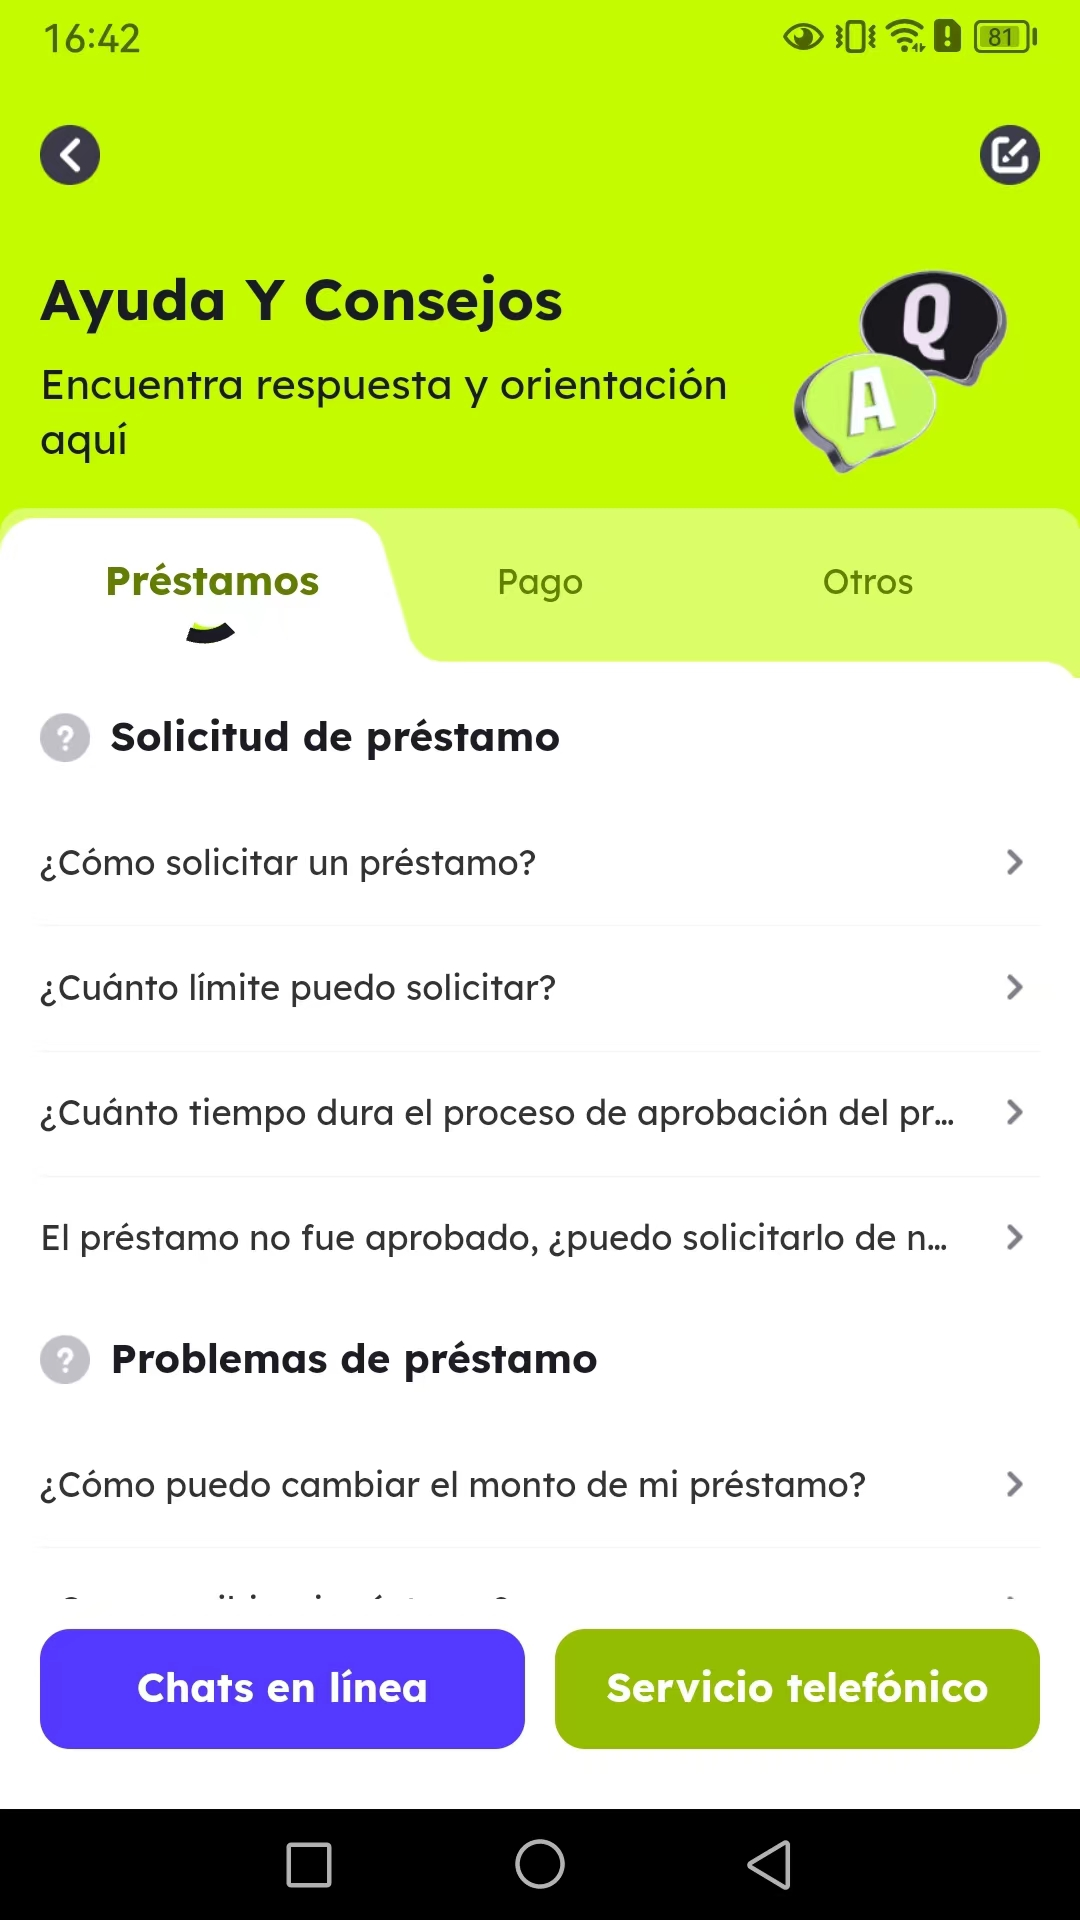 16:42
81
Ayuda Y Consejos
Q
A
Encuentra respuesta y orientación
aquí
Préstamos
Pago
Otros
? Solicitud de préstamo
¿Cómo solicitar un préstamo?
¿Cuánto límite puedo solicitar?
¿Cuánto tiempo dura el proceso de aprobación del pr...
El préstamo no fue aprobado, ¿puedo solicitarlo de n...
? Problemas de préstamo
¿Cómo puedo cambiar el monto de mi préstamo?
Chats en línea
Servicio telefónico